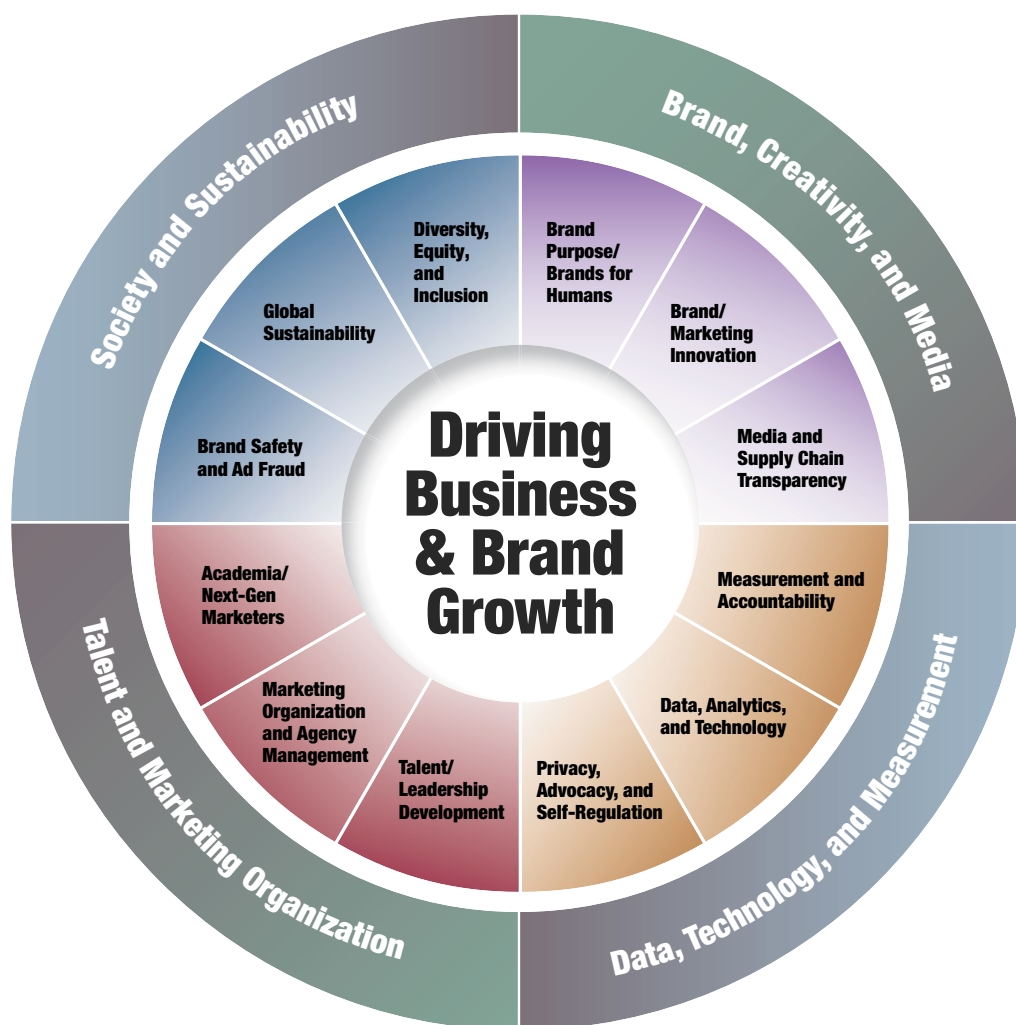 Society and Sustainability
Brand, Creativity, and Media
Diversity,
Equity,
and
Inclusion
Brand
Purpose/
Brands for
Humans
Global
Sustainability
Brand/
Marketing
Innovation
Brand Safety
and Ad Fraud
Media and
Supply Chain
Transparency
Driving
Business
& Brand
Growth
Academia/
Next-Gen
Marketers
Measurement and
Accountability
Marketing
Organization
and Agency
Management
Data, Analytics,
and Technology
Talent/
Leadership
Development
Privacy,
Advocacy, and
Self-Regulation
Talent and Marketing Organization
Data, Technology, and Measurement